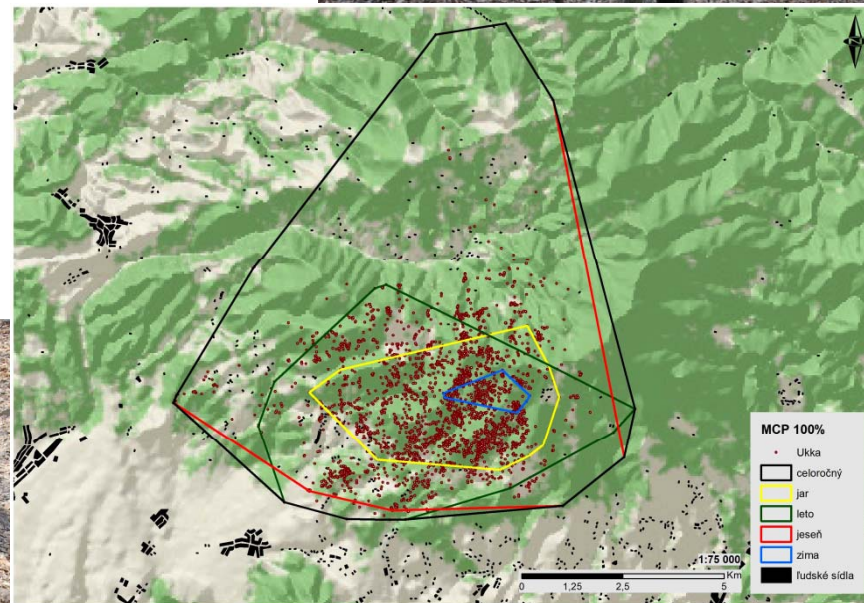 MCP 100%
Ukka
celoročný
jar
leto
jeseň
zima
ľudské sídla
1:75 000
Km
0 1,25 2,5 5